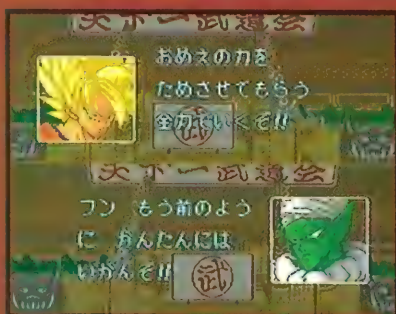 天下一武道会
おめえの力を
ためさせてもらう
全力でいくぞ!!
武
天下一武道会
フン もう前のよう
に かんたんには
いかんぞ!!
武